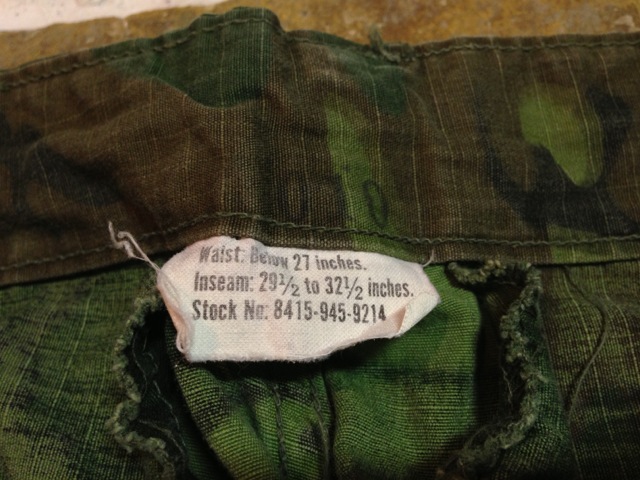 Waist: Below 27 inches.
Inseam: 29½ to 32½ inches.
Stock No: 8415-945-9214